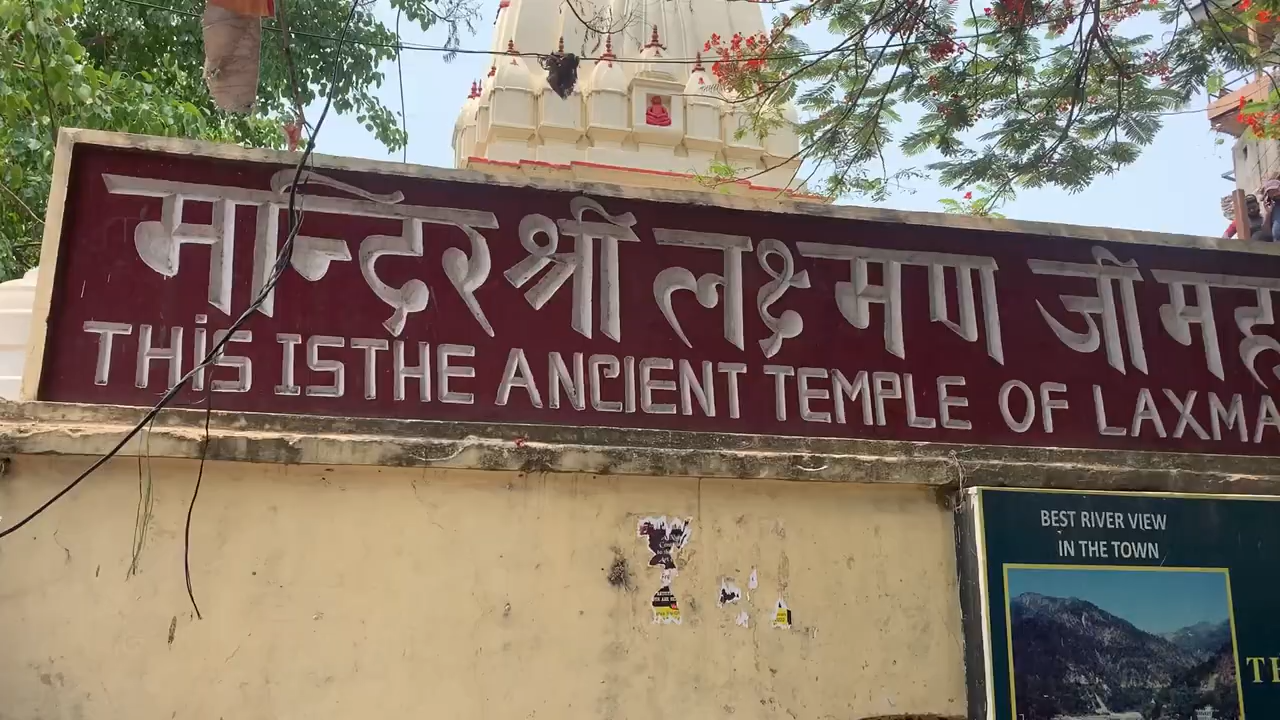 मन्दिर श्री लक्ष्मण जी मह
THiS IS THE ANCIENT TEMPLE OF LAXMA
BEST RIVER VIEW
IN THE TOWN